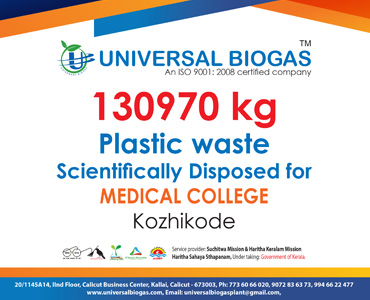 UNIVERSAL BIOGAS TM
An ISO 9001: 2008 certified company
130970 kg
Plastic waste
Scientifically Disposed for
MEDICAL COLLEGE
Kozhikode
Service provider: Suchitwa Mission & Haritha Keralam Mission
Haritha Sahaya Sthapanam, Under taking: Government of Kerala.
20/1145A14, IInd Floor, Calicut Business Center, Kallai, Calicut - 673003, Ph: 773 60 66 020, 9072 83 63 73, 994 66 22 477
www.universalbiogas.com, Email: universalbiogasplant@gmail.com